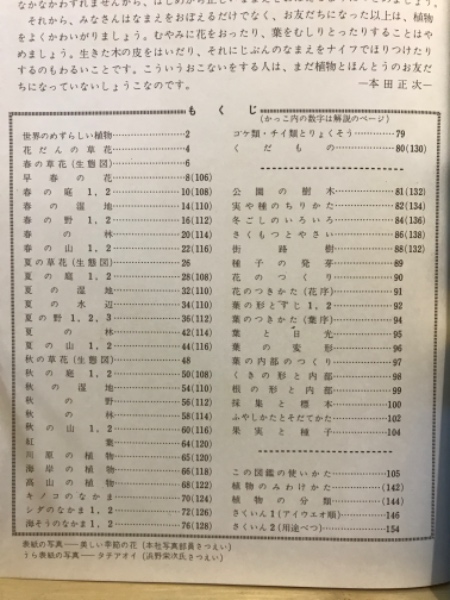 なかなかわすれませんから、はじめから正しいなまえをおぼえるようにしましょう。
それから、みなさんはなまえをおぼえるだけでなく、お友だちになった以上は、植物
をよくかわいがりましょう。むやみに花をおったり、葉をむしりとったりすることはや
めましょう。生きた木の皮をはいだり、それにじぶんのなまえをナイフでほりつけたり
するのもわるいことです。こういうおこないをする人は、まだ植物とほんとうのお友だ
ちになっていないしょうこなのです。 ―本田正次―
もくじ
(かっこ内の数字は解説のページ)
世界のめずらしい植物…………2
花だんの草花…………4
春の草花(生態図)…………6
早春の花…………8(106)
春の庭1,2…………10(108)
春の湿地…………14(110)
春の野1,2…………16(112)
春の林…………20(114)
春の山1,2…………22(116)
夏の草花(生態図)…………26
夏の庭1,2…………28(108)
夏の湿地…………32(110)
夏の水辺…………34(110)
夏の野1,2,3…………36(112)
夏の林…………42(114)
夏の山1,2…………44(116)
秋の草花(生態図)…………48
秋の庭1,2…………50(108)
秋の湿地…………54(110)
秋の野…………56(112)
秋の林…………58(114)
秋の山1,2…………60(116)
紅葉…………64(120)
川原の植物…………65(120)
海岸の植物…………66(118)
高山の植物…………68(122)
キノコのなかま…………70(124)
シダのなかま1,2…………72(126)
海そうのなかま1,2…………76(128)
コケ類・チイ類とりょくそう…………79
くだもの…………80(130)
公園の樹木…………81(132)
実や種のちりかた…………82(134)
冬ごしのいろいろ…………84(136)
さくもつとやさい…………86(138)
街路樹…………88(132)
種子の発芽…………89
花のつくり…………90
花のつきかた(花序)…………91
葉の形とすじ1,2…………92
葉のつきかた(葉序)…………94
葉と日光…………95
葉の変形…………96
葉の内部のつくり…………97
くきの形と内部…………98
根の形と内部…………99
採集と標本…………100
ふやしかたとそだてかた…………102
果実と種子…………104
この図鑑の使いかた…………105
植物のみわけかた…………(142)
植物の分類…………(144)
さくいん1(アイウエオ順)…………146
さくいん2(用途べつ)…………154
表紙の写真――美しい季節の花(本社写真部員さつえい)
うら表紙の写真――タチアオイ(浜野栄次氏さつえい)